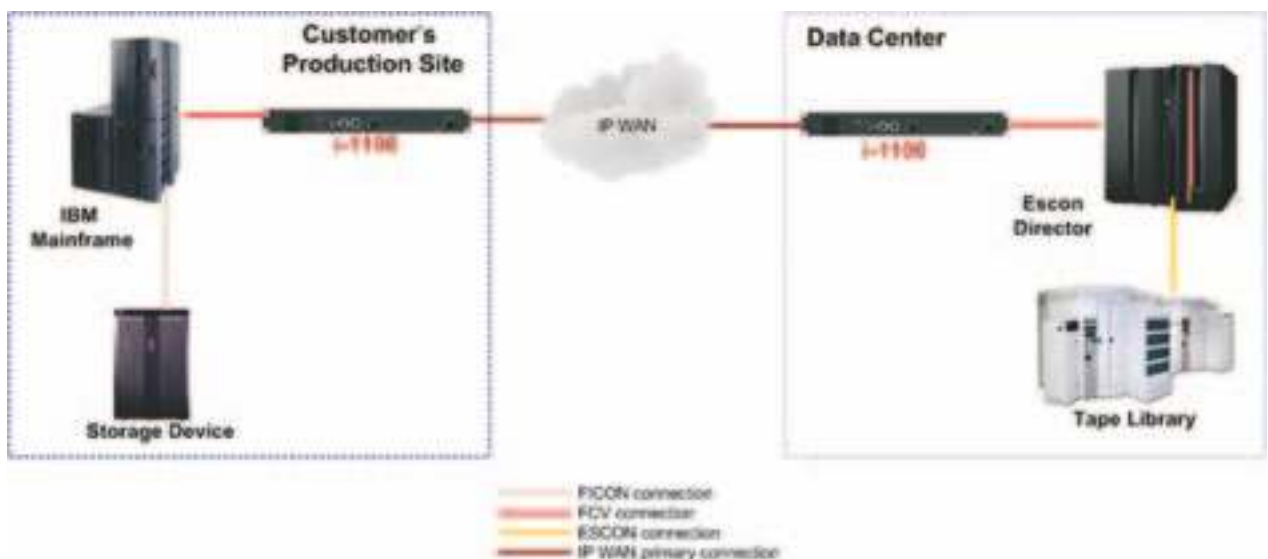 Customer's
Production Site
Data Center
IP WAN
i-1100
i-1100
IBM
Mainframe
Escon
Director
Storage Device
Tape Library
FICON connection
FCV connection
ESCON connection
IP WAN primary connection